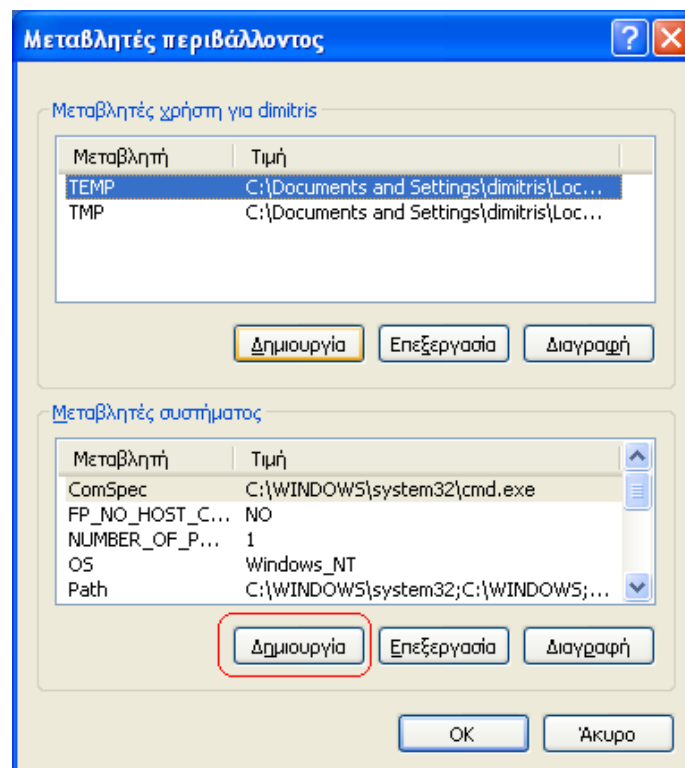 Μεταβλητές περιβάλλοντος
Μεταβλητές χρήστη για dimitris
Μεταβλητή Τιμή
TEMP C:\Documents and Settings\dimitris\Loc...
TMP C:\Documents and Settings\dimitris\Loc...
Δημιουργία Επεξεργασία Διαγραφή
Μεταβλητές συστήματος
Μεταβλητή Τιμή
ComSpec C:\WINDOWS\system32\cmd.exe
FP_NO_HOST_C... NO
NUMBER_OF_P... 1
OS Windows_NT
Path C:\WINDOWS\system32;C:\WINDOWS;...
Δημιουργία Επεξεργασία Διαγραφή
OK Άκυρο